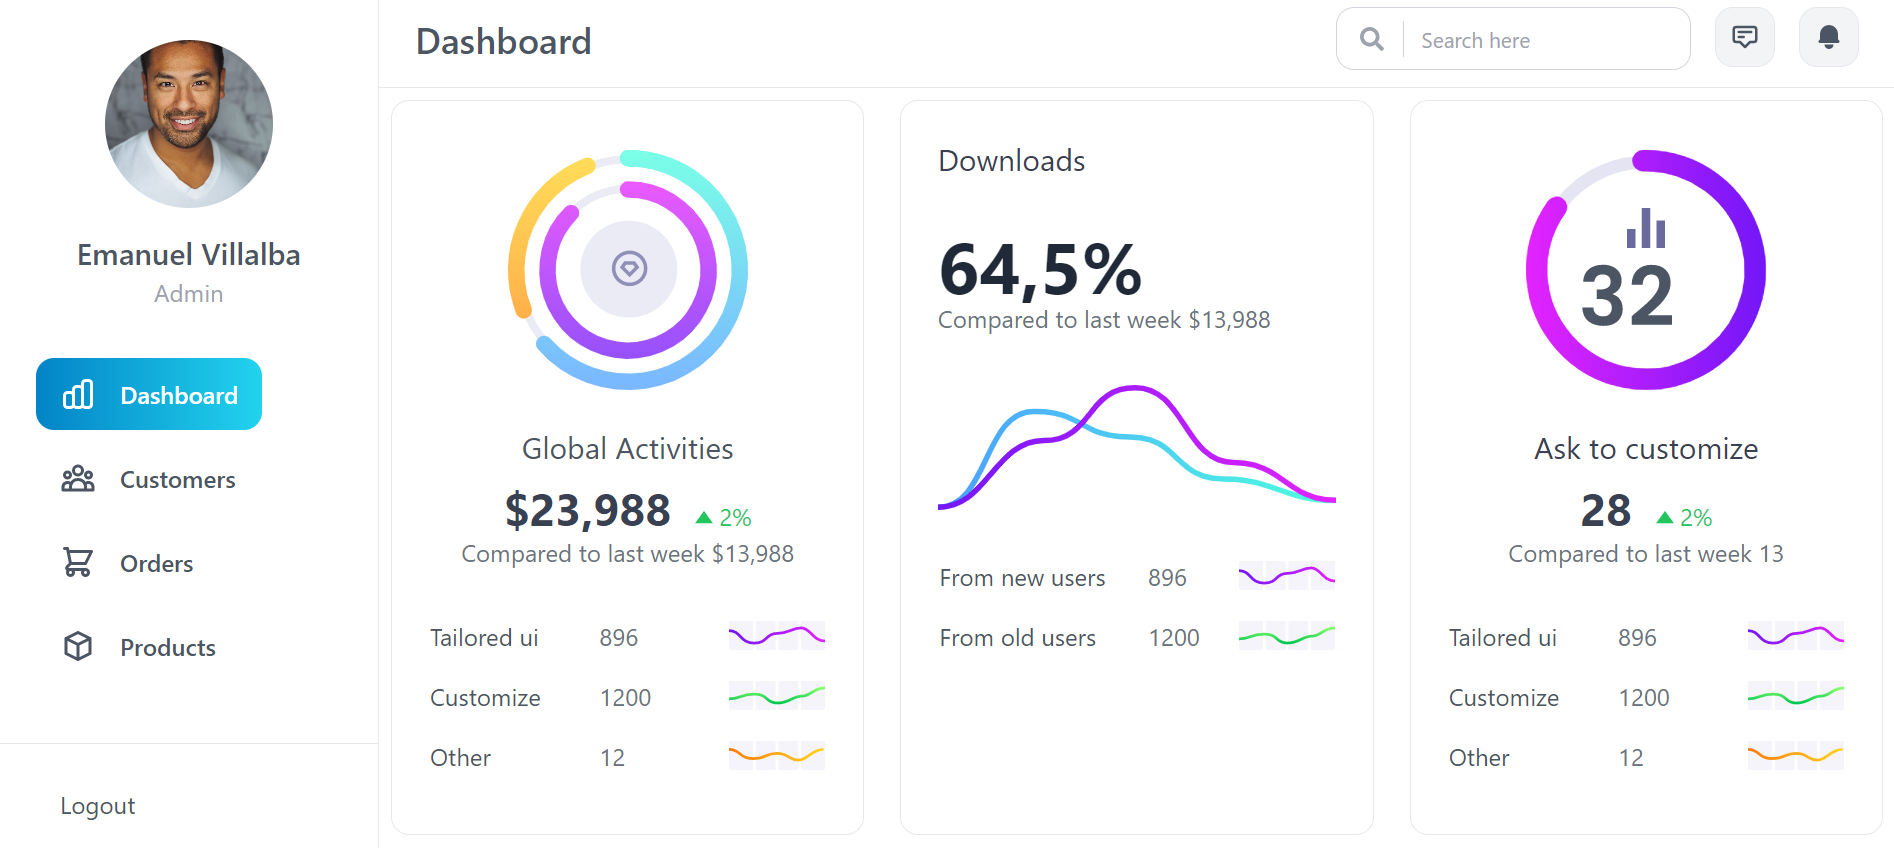 Emanuel Villalba
Admin
Dashboard
Customers
Orders
Products
Logout
Dashboard
Search here
Global Activities
$23,988 2%
Compared to last week $13,988
Tailored ui 896
Customize 1200
Other 12
Downloads
64,5%
Compared to last week $13,988
From new users 896
From old users 1200
32
Ask to customize
28 2%
Compared to last week 13
Tailored ui 896
Customize 1200
Other 12